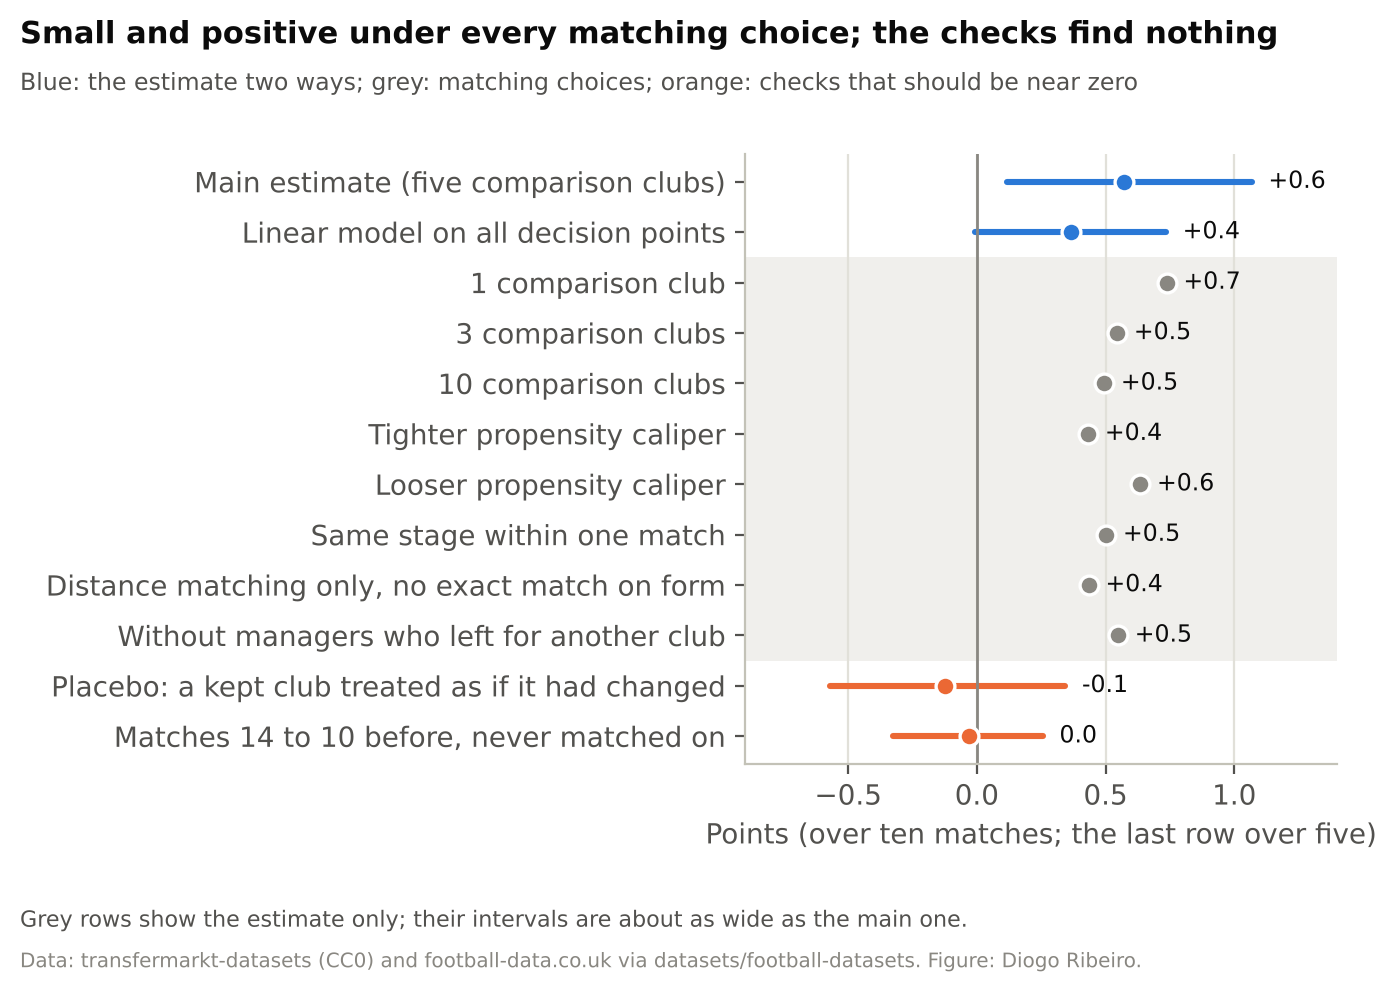 Small and positive under every matching choice; the checks find nothing
Blue: the estimate two ways; grey: matching choices; orange: checks that should be near zero
Main estimate (five comparison clubs) +0.6
Linear model on all decision points +0.4
1 comparison club +0.7
3 comparison clubs +0.5
10 comparison clubs +0.5
Tighter propensity caliper +0.4
Looser propensity caliper +0.6
Same stage within one match +0.5
Distance matching only, no exact match on form +0.4
Without managers who left for another club +0.5
Placebo: a kept club treated as if it had changed -0.1
Matches 14 to 10 before, never matched on 0.0
−0.5 0.0 0.5 1.0
Points (over ten matches; the last row over five)
Grey rows show the estimate only; their intervals are about as wide as the main one.
Data: transfermarkt-datasets (CC0) and football-data.co.uk via datasets/football-datasets. Figure: Diogo Ribeiro.